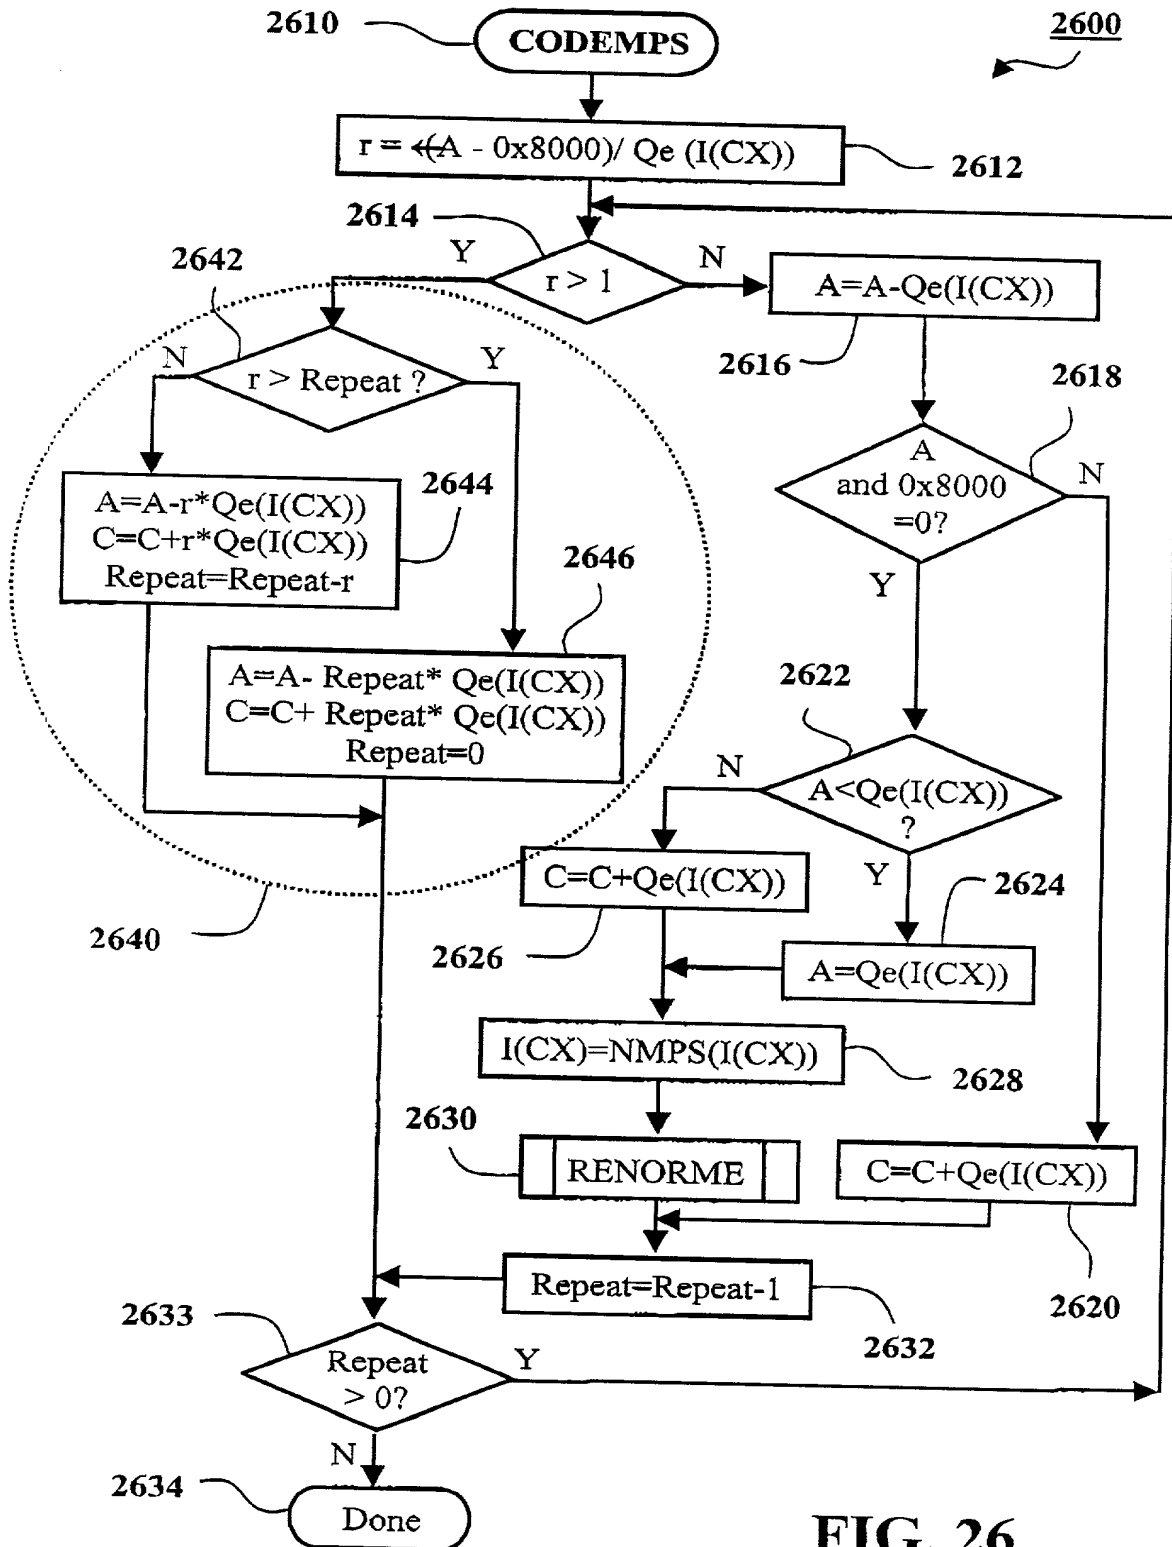 2610
CODEMPS
2600
r = ((A - 0x8000)/ Qe (I(CX))
2612
2614
r > 1
Y
N
2642
A=A-Qe(I(CX))
2616
r > Repeat ?
N
Y
2618
A
and 0x8000
=0?
N
Y
A=A-r*Qe(I(CX))
C=C+r*Qe(I(CX))
Repeat=Repeat-r
2644
2646
A=A- Repeat* Qe(I(CX))
C=C+ Repeat* Qe(I(CX))
Repeat=0
2622
A<Qe(I(CX))
?
N
Y
C=C+Qe(I(CX))
2624
2640
2626
A=Qe(I(CX))
I(CX)=NMPS(I(CX))
2628
2630
RENORME
C=C+Qe(I(CX))
Repeat=Repeat-1
2620
2633
2632
Repeat
> 0?
Y
N
2634
Done
FIG. 26